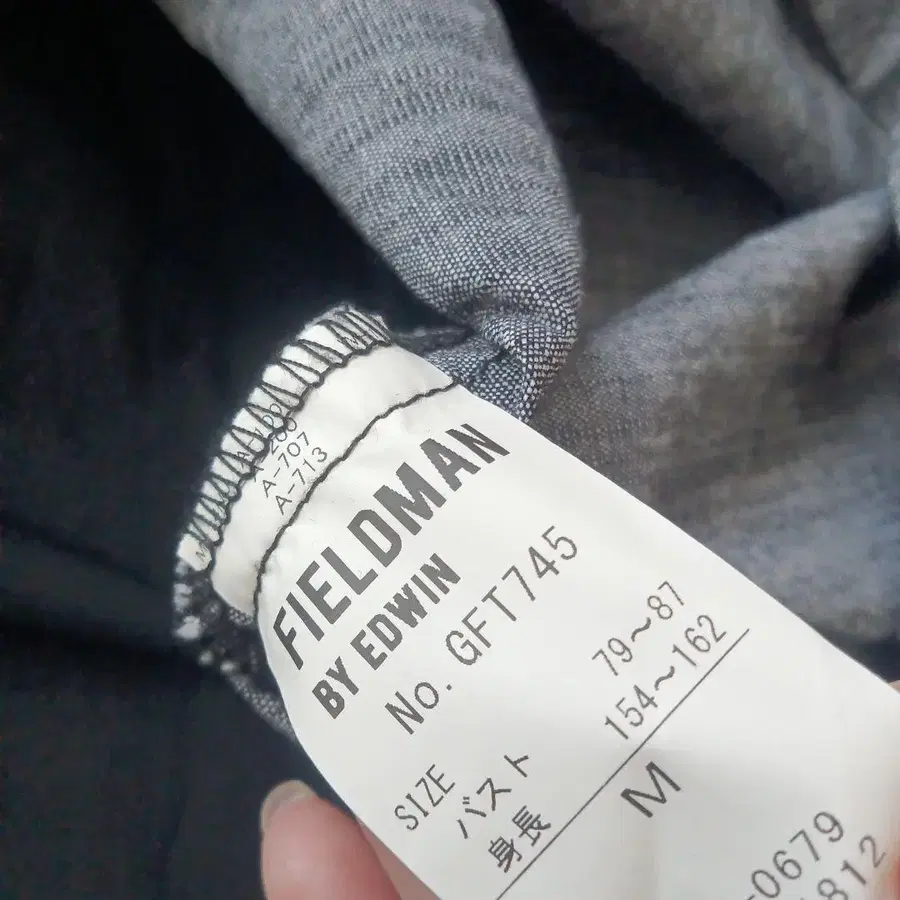 A-200
A-707
A-713
FIELDMAN
BY EDWIN
No. GFT745
SIZE
バスト 79~87
身長 154~162
M
-0679
812